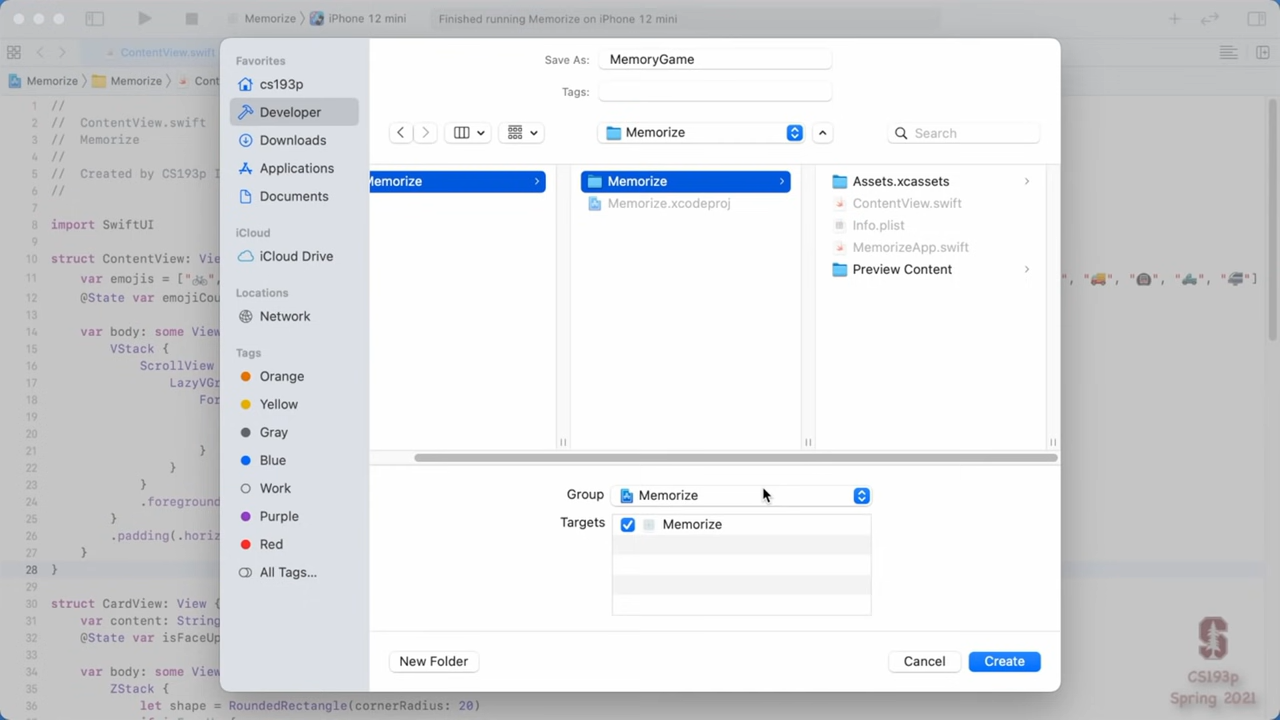 Memorize
iPhone 12 mini
Finished running Memorize on iPhone 12 mini
ContentView.swift
Memorize
Memorize
Cont
1 //
2 // ContentView.swift
3 // Memorize
4 //
5 // Created by CS193p I
6 //
7
8 import SwiftUI
9
10 struct ContentView: Vie
11 var emojis = ["🚲", ", "🚚", "🛞", "🛻", "🚎"]
12 @State var emojiCou
13
14 var body: some View
15 VStack {
16 ScrollView
17 LazyVGr
18 For
19
20
21 }
22 }
23 }
24 .foreground
25 }
26 .padding(.horiz
27 }
28 }
29
30 struct CardView: View {
31 var content: String
32 @State var isFaceUp
33
34 var body: some View
35 ZStack {
36 let shape = RoundedRectangle(cornerRadius: 20)
Favorites
cs193p
Developer
Downloads
Applications
Documents
iCloud
iCloud Drive
Locations
Network
Tags
Orange
Yellow
Gray
Blue
Work
Purple
Red
All Tags...
Save As: MemoryGame
Tags:
Memorize
Search
Memorize
Memorize
Memorize.xcodeproj
Assets.xcassets
ContentView.swift
Info.plist
MemorizeApp.swift
Preview Content
Group Memorize
Targets Memorize
New Folder
Cancel
Create
S
CS193p
Spring 2021